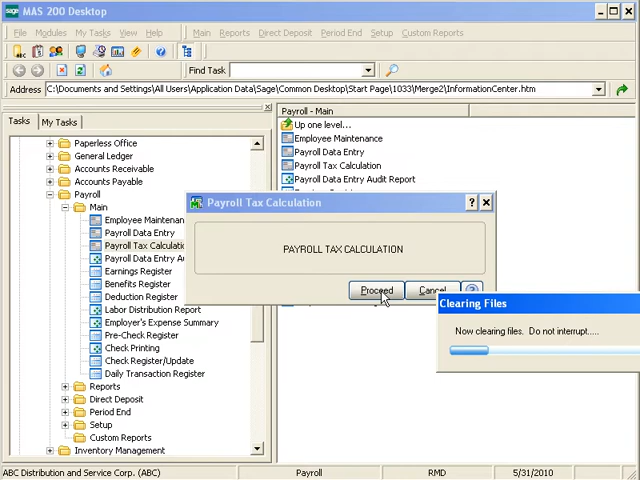 sage MAS 200 Desktop
File Modules My Tasks View Help Main Reports Direct Deposit Period End Setup Custom Reports
Find Task
Address C:\Documents and Settings\All Users\Application Data\Sage\Common Desktop\Start Page\1033\Merge2\InformationCenter.htm
Tasks My Tasks
Paperless Office
General Ledger
Accounts Receivable
Accounts Payable
Payroll
Main
Employee Maintenan
Payroll Data Entry
Payroll Tax Calculatio
Payroll Data Entry Au
Earnings Register
Benefits Register
Deduction Register
Labor Distribution Report
Employer's Expense Summary
Pre-Check Register
Check Printing
Check Register/Update
Daily Transaction Register
Reports
Direct Deposit
Period End
Setup
Custom Reports
Inventory Management
Payroll - Main
Up one level...
Employee Maintenance
Payroll Data Entry
Payroll Tax Calculation
Payroll Data Entry Audit Report
Payroll Tax Calculation
PAYROLL TAX CALCULATION
Proceed Cancel
Clearing Files
Now clearing files. Do not interrupt.....
ABC Distribution and Service Corp. (ABC) Payroll RMD 5/31/2010